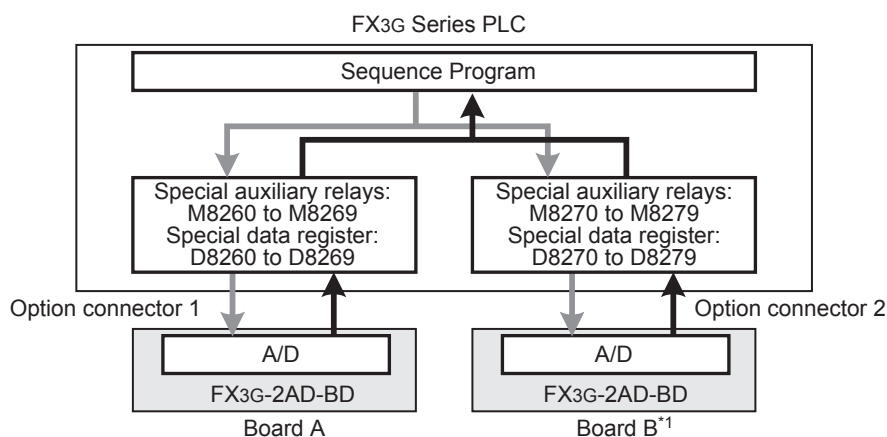 FX3G Series PLC
Sequence Program
Special auxiliary relays:
M8260 to M8269
Special data register:
D8260 to D8269
Special auxiliary relays:
M8270 to M8279
Special data register:
D8270 to D8279
Option connector 1
Option connector 2
A/D
FX3G-2AD-BD
Board A
A/D
FX3G-2AD-BD
Board B*1